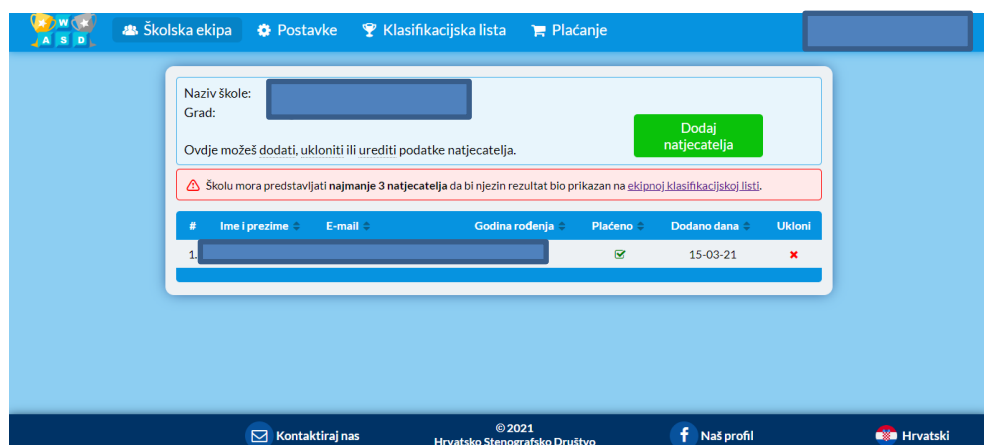 W
A S D
Školska ekipa Postavke Klasifikacijska lista Plaćanje
Naziv škole:
Grad:
Ovdje možeš dodati, ukloniti ili urediti podatke natjecatelja.
Dodaj
natjecatelja
Školu mora predstavljati najmanje 3 natjecatelja da bi njezin rezultat bio prikazan na ekipnoj klasifikacijskoj listi.
# Ime i prezime E-mail Godina rođenja Plaćeno Dodano dana Ukloni
1. 15-03-21
Kontaktiraj nas
© 2021
Hrvatsko Stenografsko Društvo
Naš profil
Hrvatski